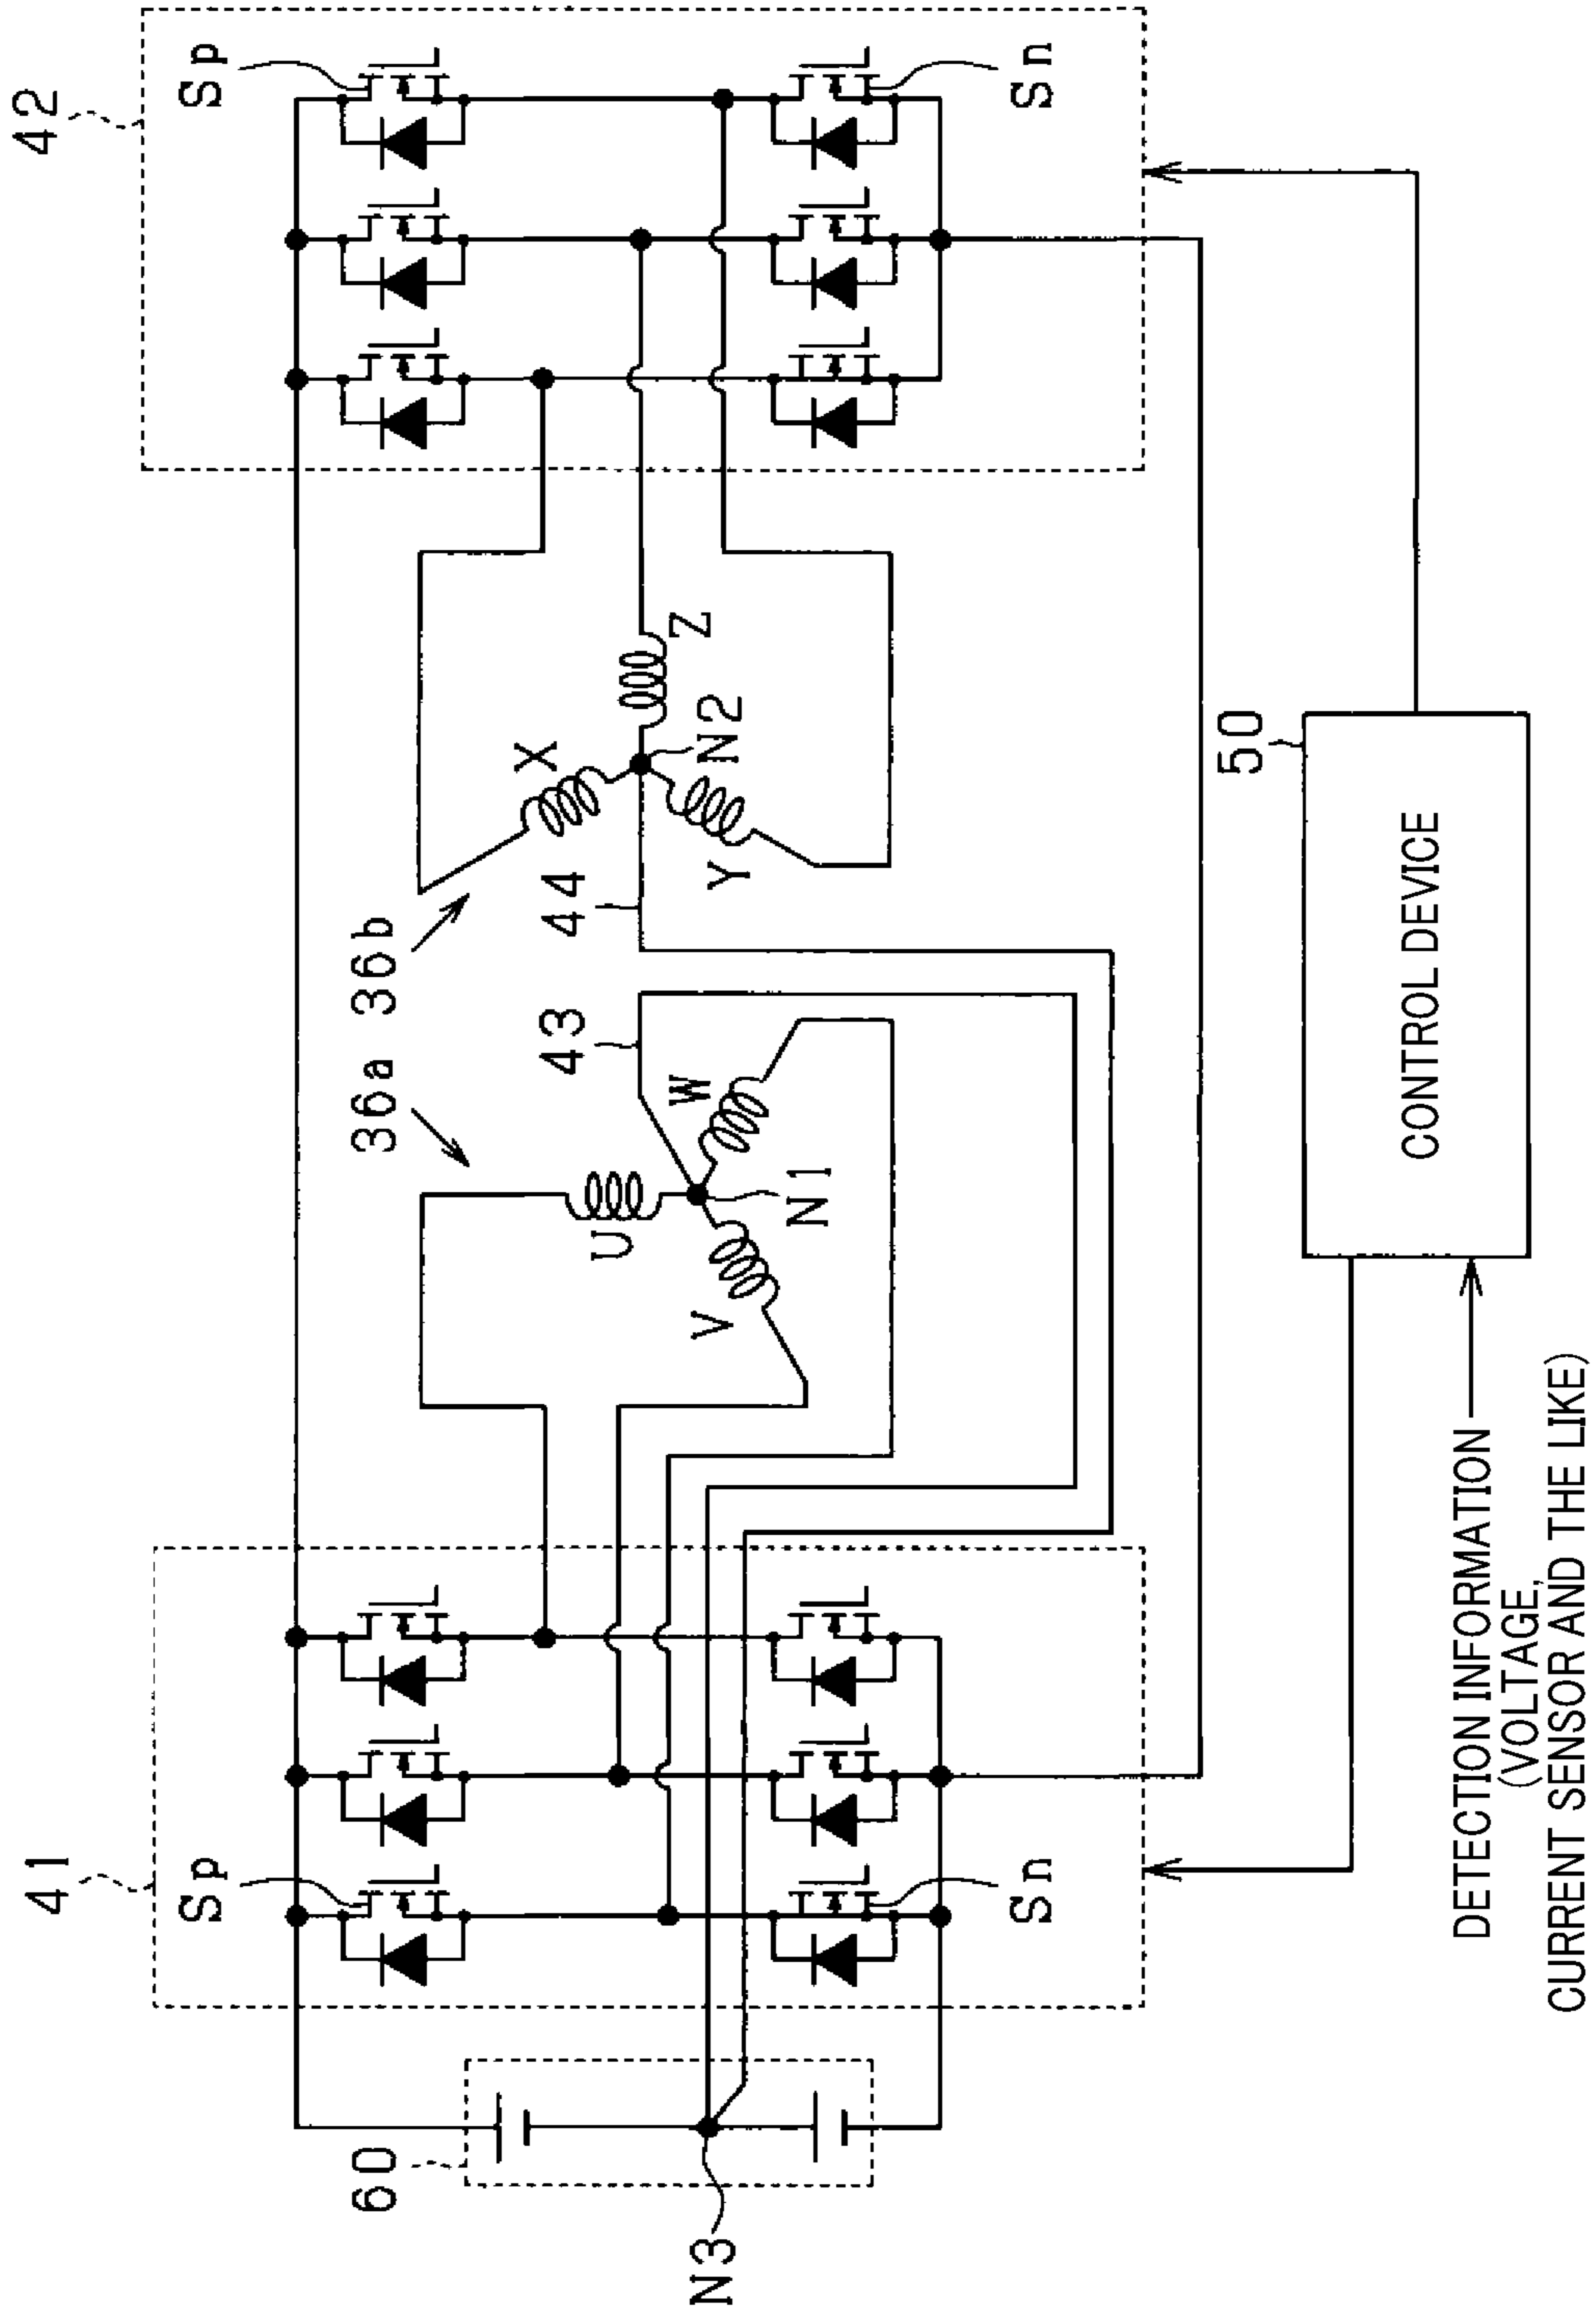 41
42
Sp
Sp
60
36a
36b
U
X
43
44
N3
V
W
Z
N1
N2
Y
Sn
Sn
50
CONTROL DEVICE
DETECTION INFORMATION
(VOLTAGE,
CURRENT SENSOR AND THE LIKE)